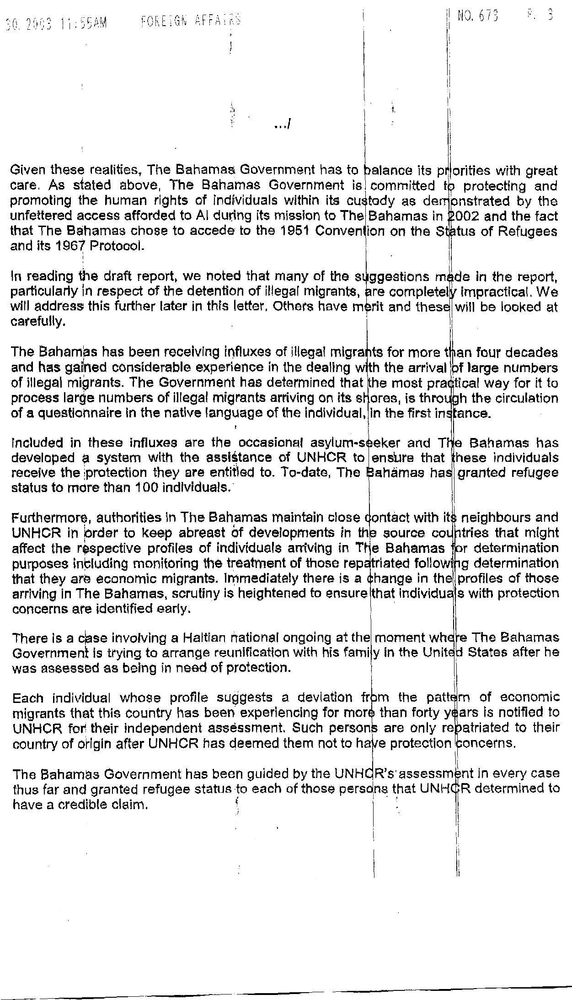 30. 2003 11:55AM FOREIGN AFFAIRS NO. 673 P. 3
.../
Given these realities, The Bahamas Government has to balance its priorities with great
care. As stated above, The Bahamas Government is committed to protecting and
promoting the human rights of individuals within its custody as demonstrated by the
unfettered access afforded to AI during its mission to The Bahamas in 2002 and the fact
that The Bahamas chose to accede to the 1951 Convention on the Status of Refugees
and its 1967 Protocol.
In reading the draft report, we noted that many of the suggestions made in the report,
particularly in respect of the detention of illegal migrants, are completely impractical. We
will address this further later in this letter. Others have merit and these will be looked at
carefully.
The Bahamas has been receiving influxes of illegal migrants for more than four decades
and has gained considerable experience in the dealing with the arrival of large numbers
of illegal migrants. The Government has determined that the most practical way for it to
process large numbers of illegal migrants arriving on its shores, is through the circulation
of a questionnaire in the native language of the individual, in the first instance.
Included in these influxes are the occasional asylum-seeker and The Bahamas has
developed a system with the assistance of UNHCR to ensure that these individuals
receive the protection they are entitled to. To-date, The Bahamas has granted refugee
status to more than 100 individuals.
Furthermore, authorities in The Bahamas maintain close contact with its neighbours and
UNHCR in order to keep abreast of developments in the source countries that might
affect the respective profiles of individuals arriving in The Bahamas for determination
purposes including monitoring the treatment of those repatriated following determination
that they are economic migrants. Immediately there is a change in the profiles of those
arriving in The Bahamas, scrutiny is heightened to ensure that individuals with protection
concerns are identified early.
There is a case involving a Haitian national ongoing at the moment where The Bahamas
Government is trying to arrange reunification with his family in the United States after he
was assessed as being in need of protection.
Each individual whose profile suggests a deviation from the pattern of economic
migrants that this country has been experiencing for more than forty years is notified to
UNHCR for their independent assessment. Such persons are only repatriated to their
country of origin after UNHCR has deemed them not to have protection concerns.
The Bahamas Government has been guided by the UNHCR's assessment in every case
thus far and granted refugee status to each of those persons that UNHCR determined to
have a credible claim.